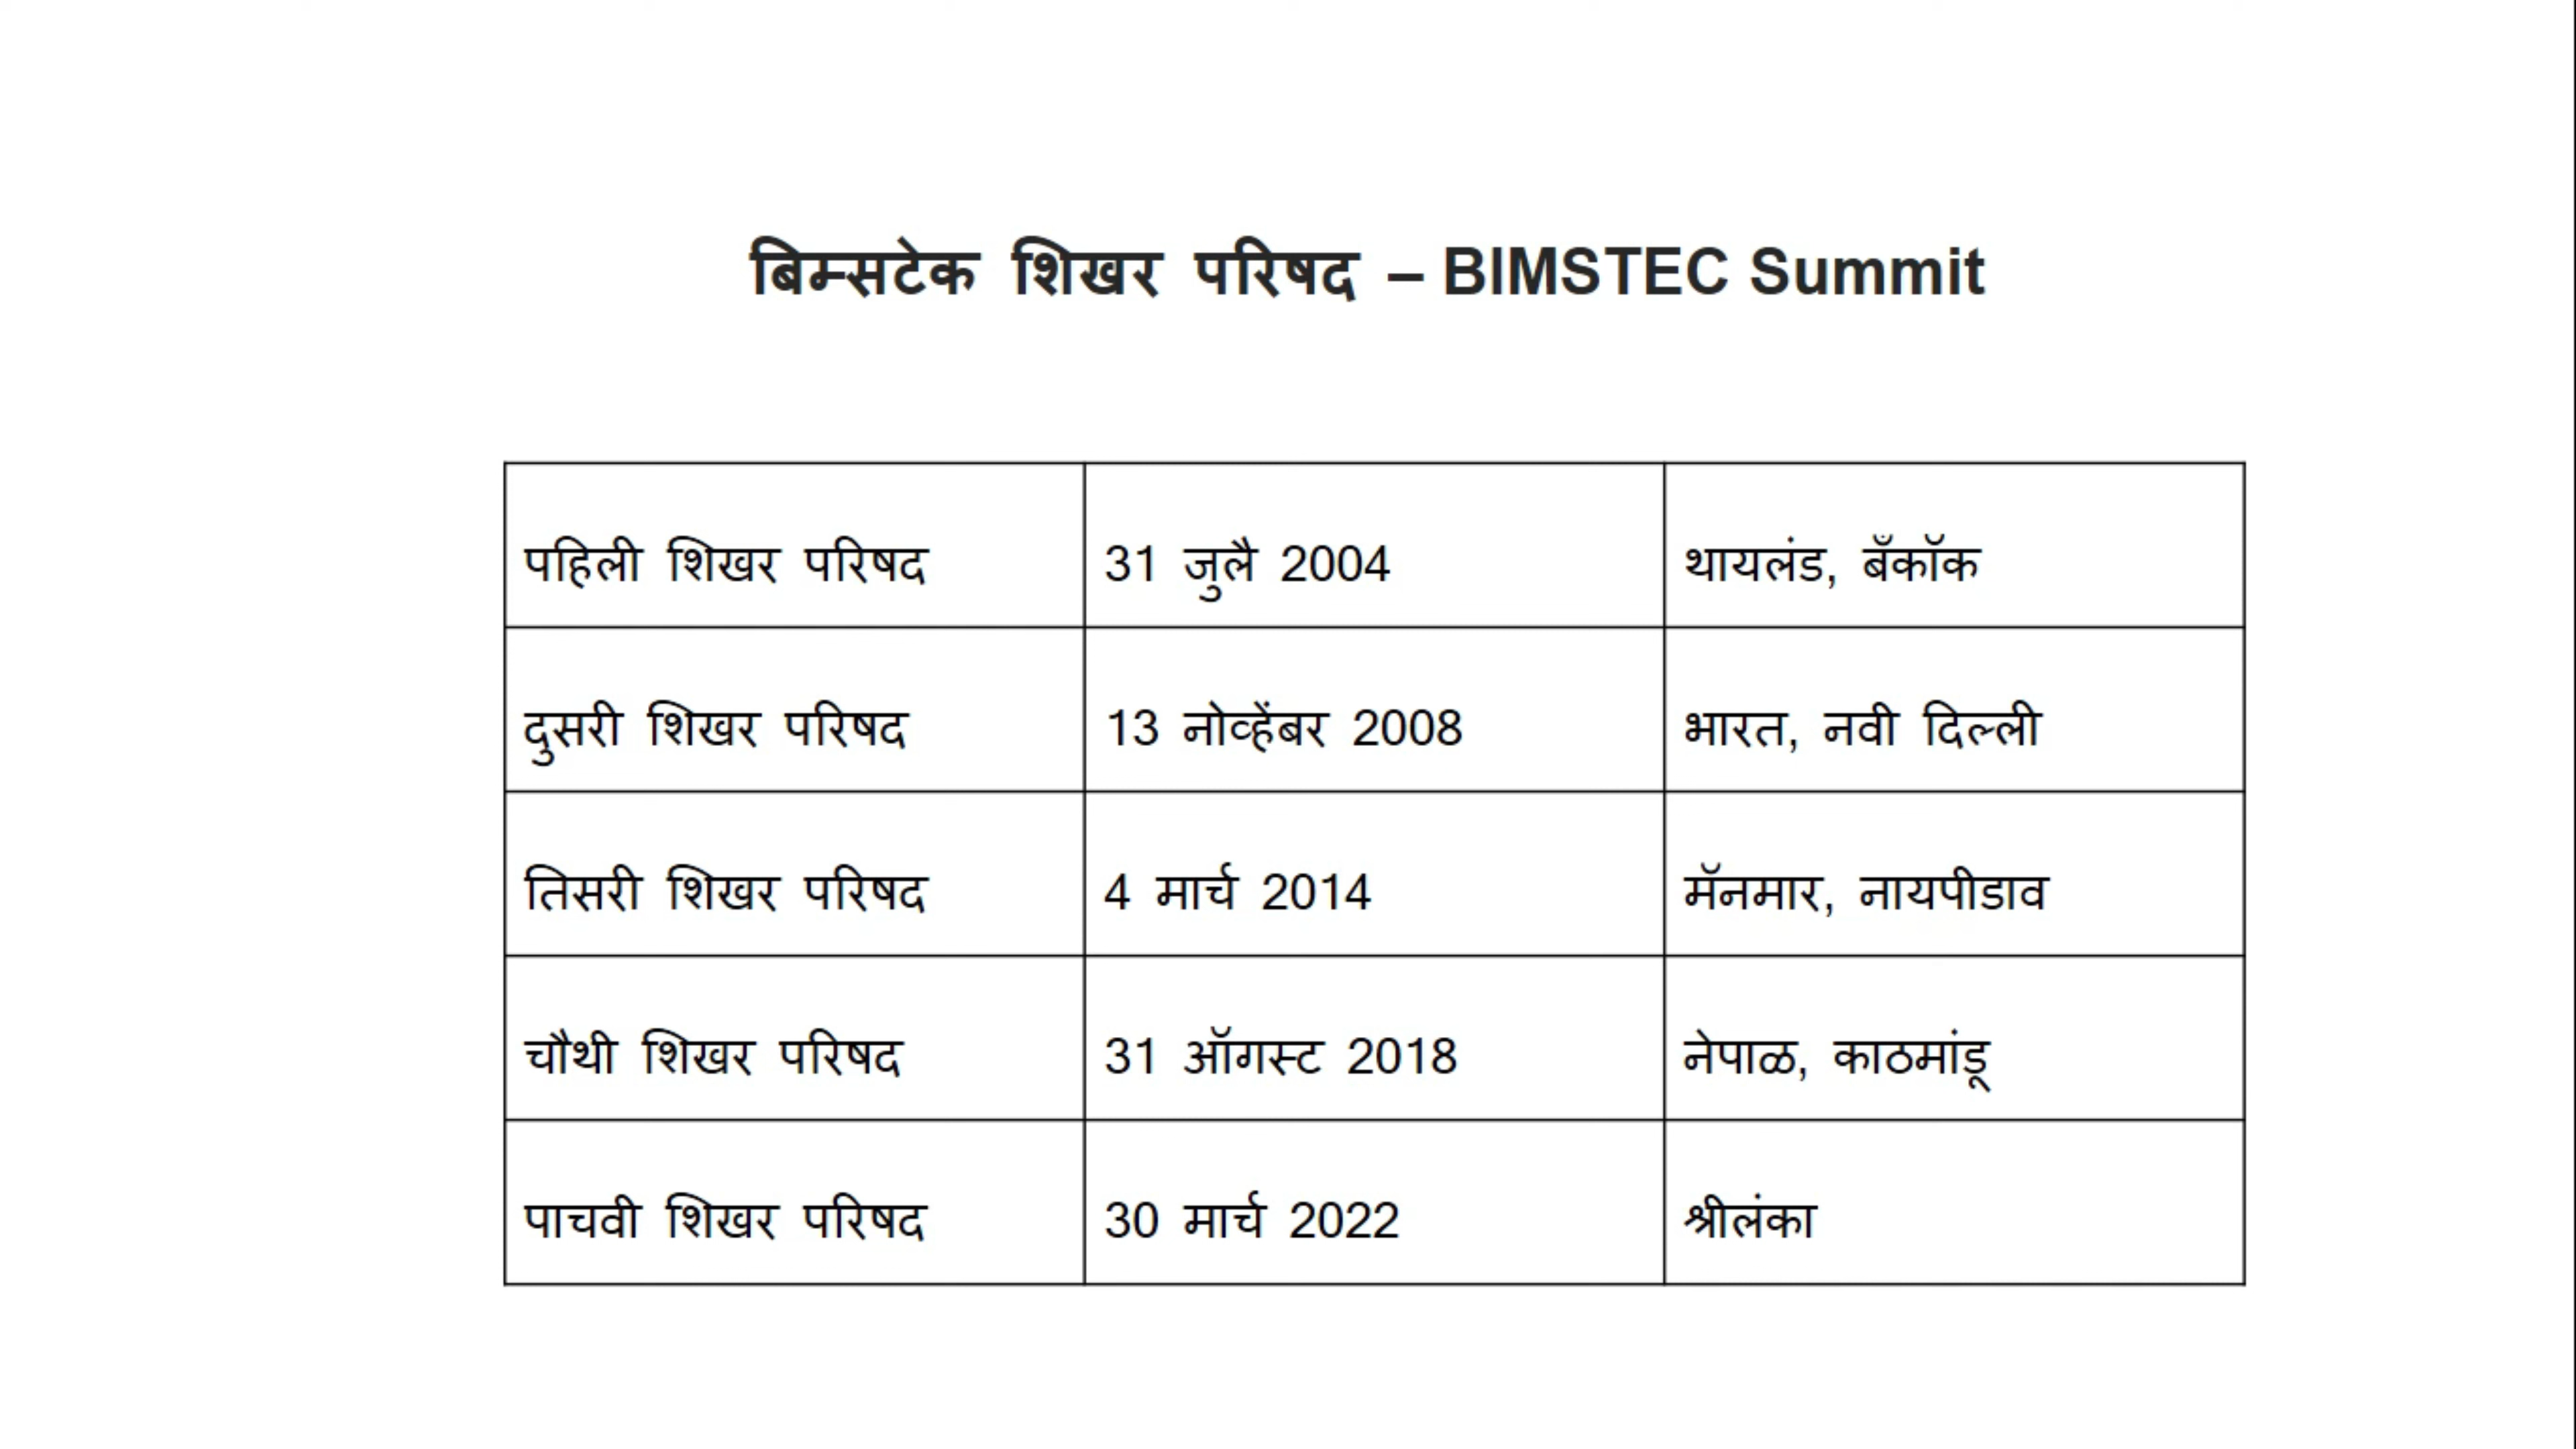 बिम्सटेक शिखर परिषद – BIMSTEC Summit
पहिली शिखर परिषद 31 जुलै 2004 थायलंड, बँकॉक
दुसरी शिखर परिषद 13 नोव्हेंबर 2008 भारत, नवी दिल्ली
तिसरी शिखर परिषद 4 मार्च 2014 मॅनमार, नायपीडाव
चौथी शिखर परिषद 31 ऑगस्ट 2018 नेपाळ, काठमांडू
पाचवी शिखर परिषद 30 मार्च 2022 श्रीलंका